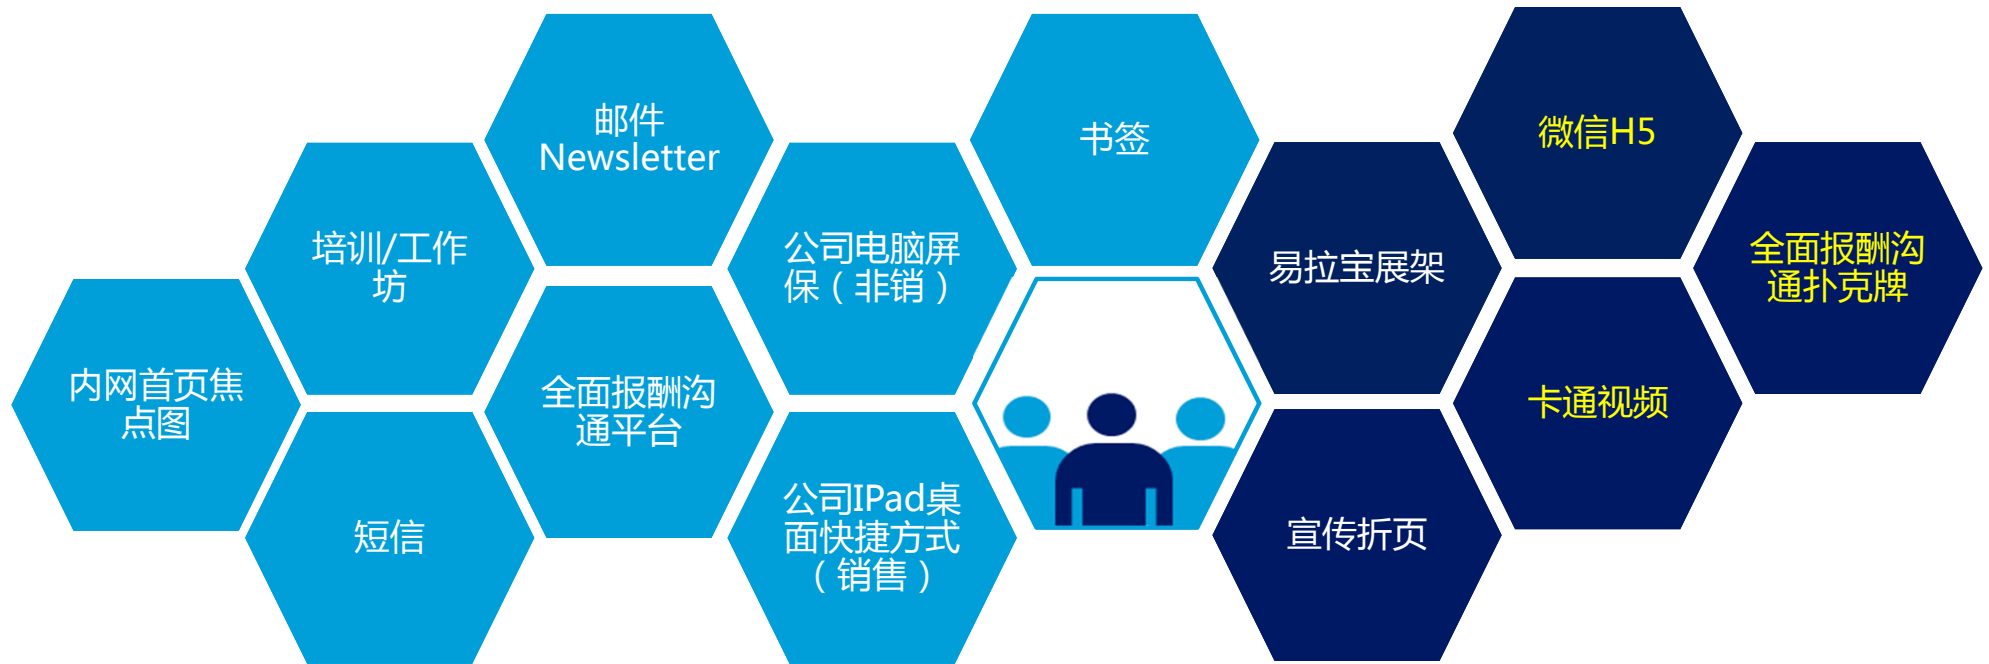 内网首页焦
点图
培训/工作
坊
短信
邮件
Newsletter
全面报酬沟
通平台
公司电脑屏
保（非销）
公司IPad桌
面快捷方式
（销售）
书签
易拉宝展架
宣传折页
微信H5
卡通视频
全面报酬沟
通扑克牌